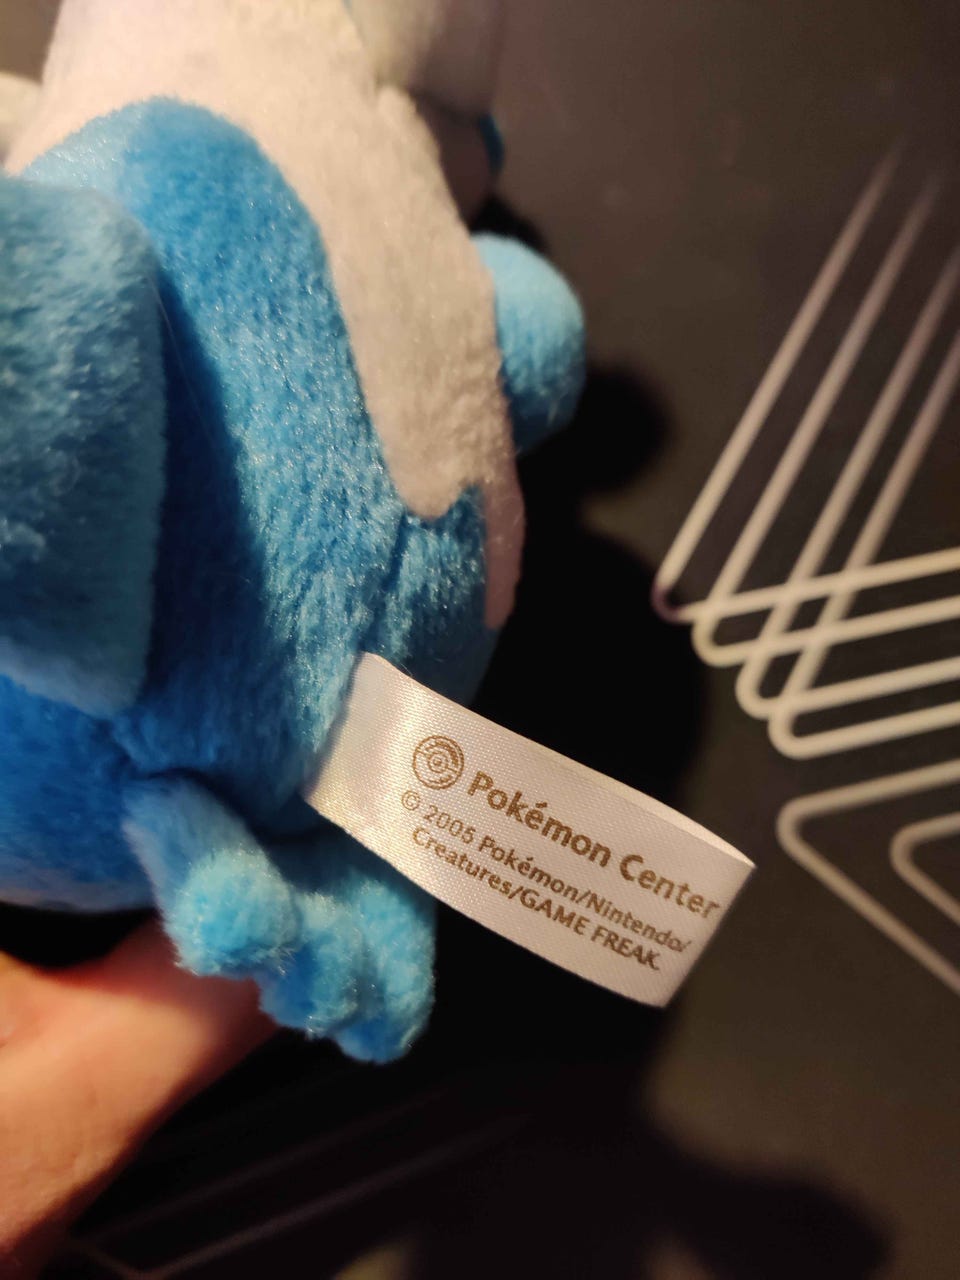 Pokémon Center
© 2005 Pokémon/Nintendo/
Creatures/GAME FREAK.